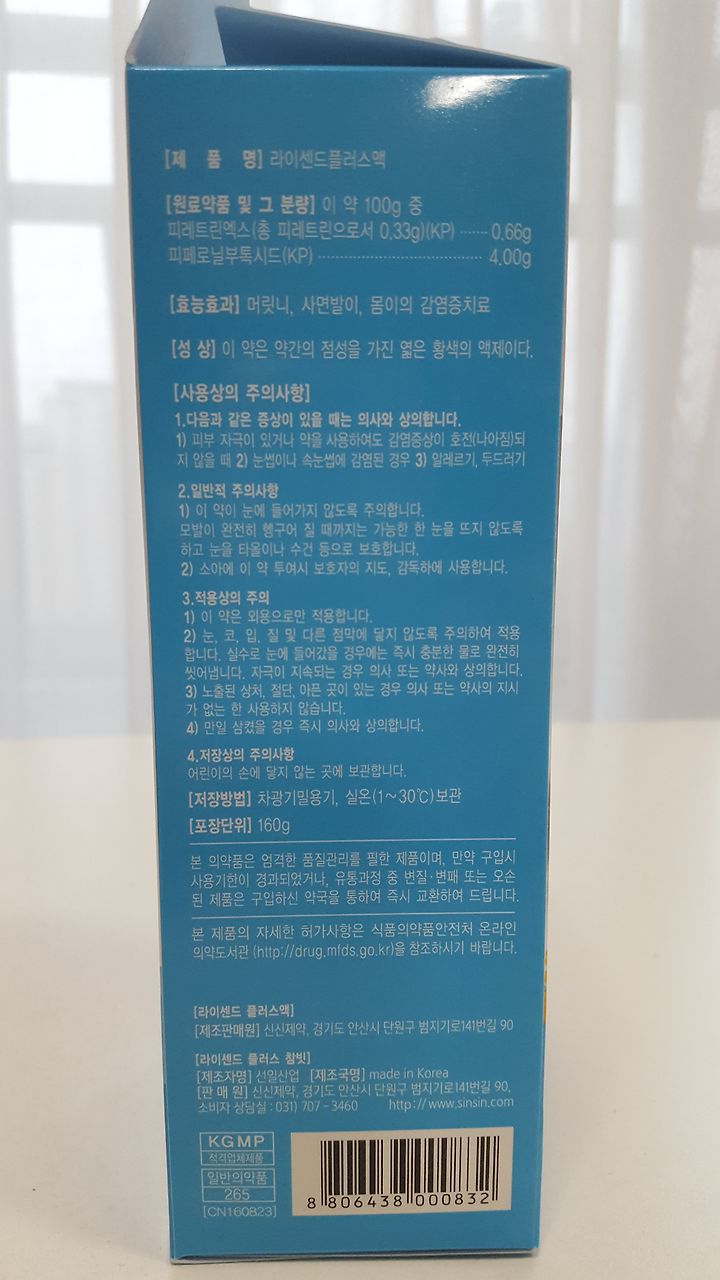 [제 품 명] 라이센드플러스액
[원료약품 및 그 분량] 이 약 100g 중
피레트린엑스(총 피레트린으로서 0.33g)(KP) ······ 0.66g
피페로닐부톡시드(KP) ······························ 4.00g
[효능효과] 머릿니, 사면발이, 몸이의 감염증치료
[성 상] 이 약은 약간의 점성을 가진 엷은 황색의 액제이다.
[사용상의 주의사항]
1.다음과 같은 증상이 있을 때는 의사와 상의합니다.
1) 피부 자극이 있거나 약을 사용하여도 감염증상이 호전(나아짐)되
지 않을 때 2) 눈썹이나 속눈썹에 감염된 경우 3) 알레르기, 두드러기
2.일반적 주의사항
1) 이 약이 눈에 들어가지 않도록 주의합니다.
모발이 완전히 헹구어 질 때까지는 가능한 한 눈을 뜨지 않도록
하고 눈을 타올이나 수건 등으로 보호합니다.
2) 소아에 이 약 투여시 보호자의 지도, 감독하에 사용합니다.
3.적용상의 주의
1) 이 약은 외용으로만 적용합니다.
2) 눈, 코, 입, 질 및 다른 점막에 닿지 않도록 주의하여 적용
합니다. 실수로 눈에 들어갔을 경우에는 즉시 충분한 물로 완전히
씻어냅니다. 자극이 지속되는 경우 의사 또는 약사와 상의합니다.
3) 노출된 상처, 절단, 아픈 곳이 있는 경우 의사 또는 약사의 지시
가 없는 한 사용하지 않습니다.
4) 만일 삼켰을 경우 즉시 의사와 상의합니다.
4.저장상의 주의사항
어린이의 손에 닿지 않는 곳에 보관합니다.
[저장방법] 차광기밀용기, 실온(1~30℃)보관
[포장단위] 160g
본 의약품은 엄격한 품질관리를 필한 제품이며, 만약 구입시
사용기한이 경과되었거나, 유통과정 중 변질·변패 또는 오손
된 제품은 구입하신 약국을 통하여 즉시 교환하여 드립니다.
본 제품의 자세한 허가사항은 식품의약품안전처 온라인
의약도서관 (http://drug.mfds.go.kr)을 참조하시기 바랍니다.
[라이센드 플러스액]
[제조판매원] 신신제약, 경기도 안산시 단원구 범지기로141번길 90
[라이센드 플러스 참빗]
[제조자명] 선일산업 [제조국명] made in Korea
[판 매 원] 신신제약, 경기도 안산시 단원구 범지기로141번길 90,
소비자 상담실 : 031) 707 - 3460 http://www.sinsin.com
KGMP
적격업체제품
일반의약품
265
[CN160823]
8 806438 000832